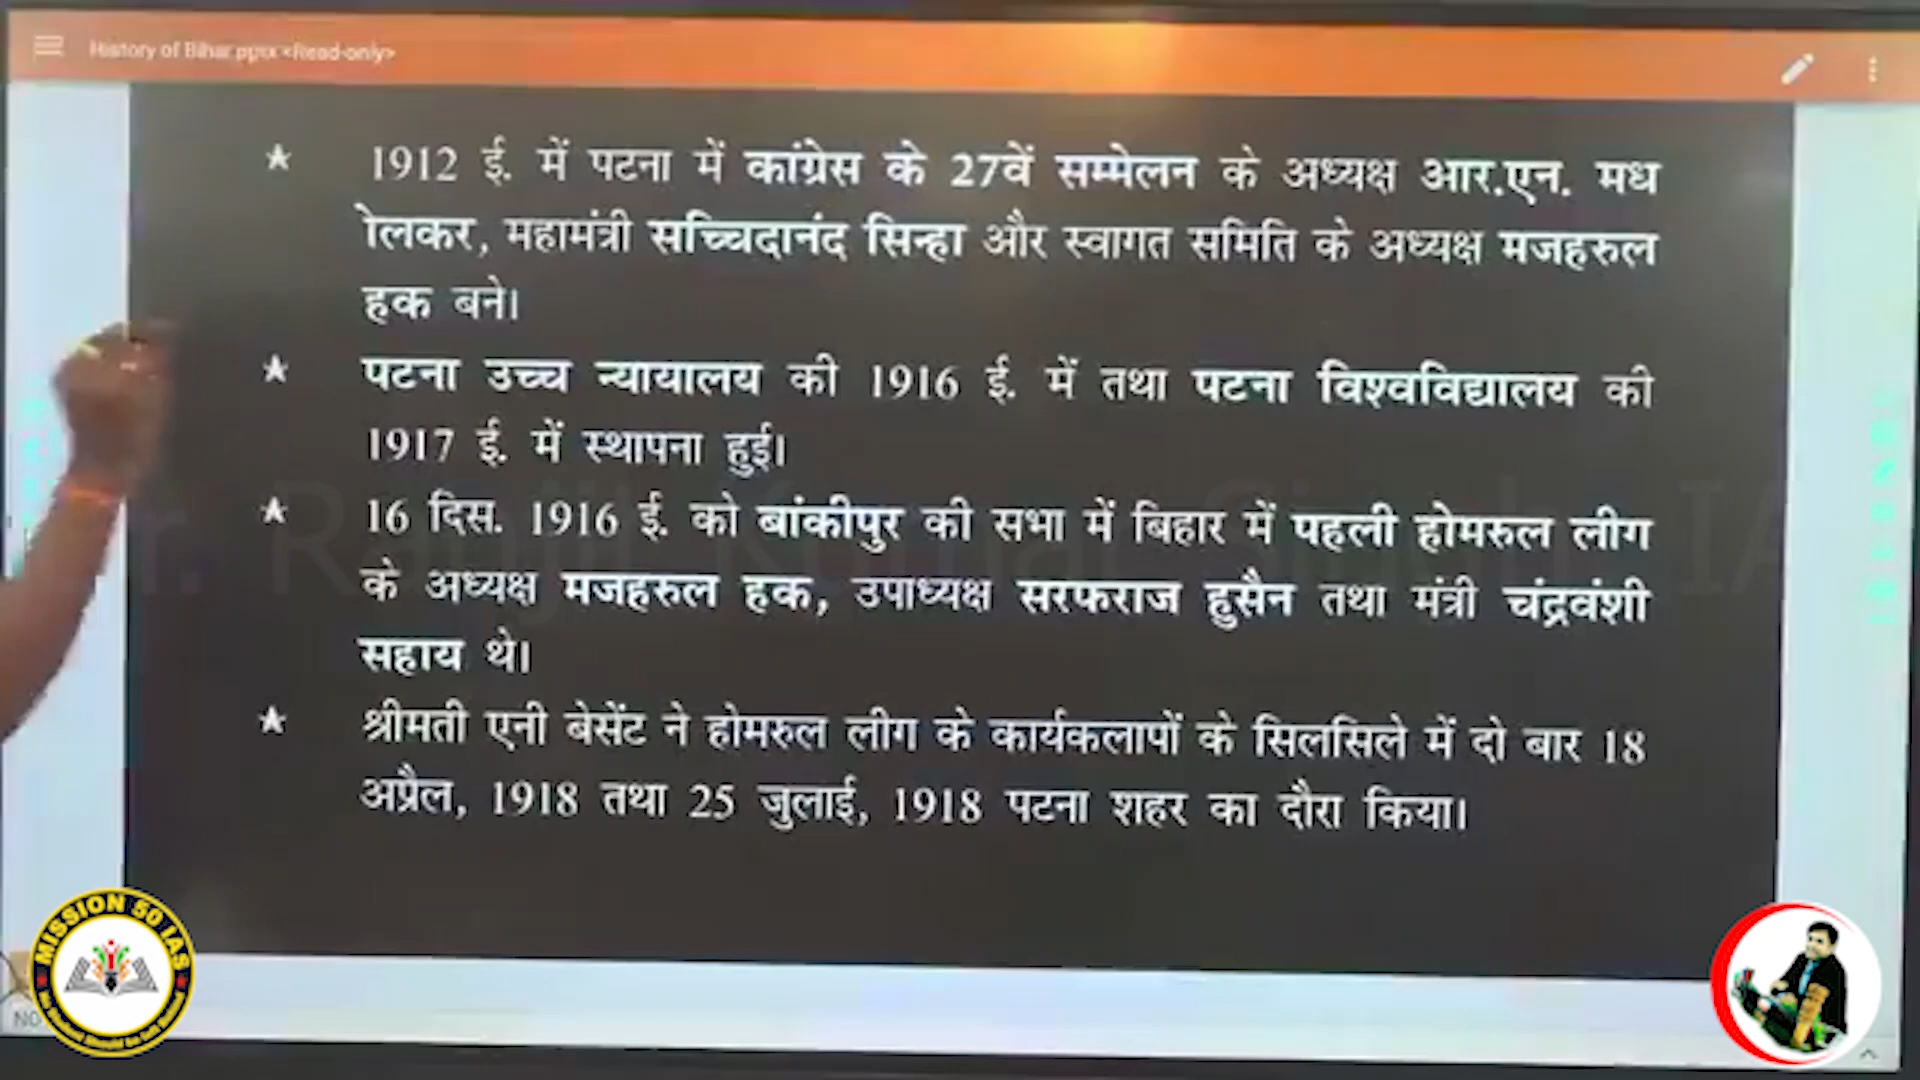 History of Bihar.pptx <Read-only>
★ 1912 ई. में पटना में कांग्रेस के 27वें सम्मेलन के अध्यक्ष आर.एन. मध
ोलकर, महामंत्री सच्चिदानंद सिन्हा और स्वागत समिति के अध्यक्ष मजहरुल
हक बने।
★ पटना उच्च न्यायालय की 1916 ई. में तथा पटना विश्वविद्यालय की
1917 ई. में स्थापना हुई।
★ 16 दिस. 1916 ई. को बांकीपुर की सभा में बिहार में पहली होमरुल लीग
के अध्यक्ष मजहरुल हक, उपाध्यक्ष सरफराज हुसैन तथा मंत्री चंद्रवंशी
सहाय थे।
★ श्रीमती एनी बेसेंट ने होमरुल लीग के कार्यकलापों के सिलसिले में दो बार 18
अप्रैल, 1918 तथा 25 जुलाई, 1918 पटना शहर का दौरा किया।
MISSION 50 IAS